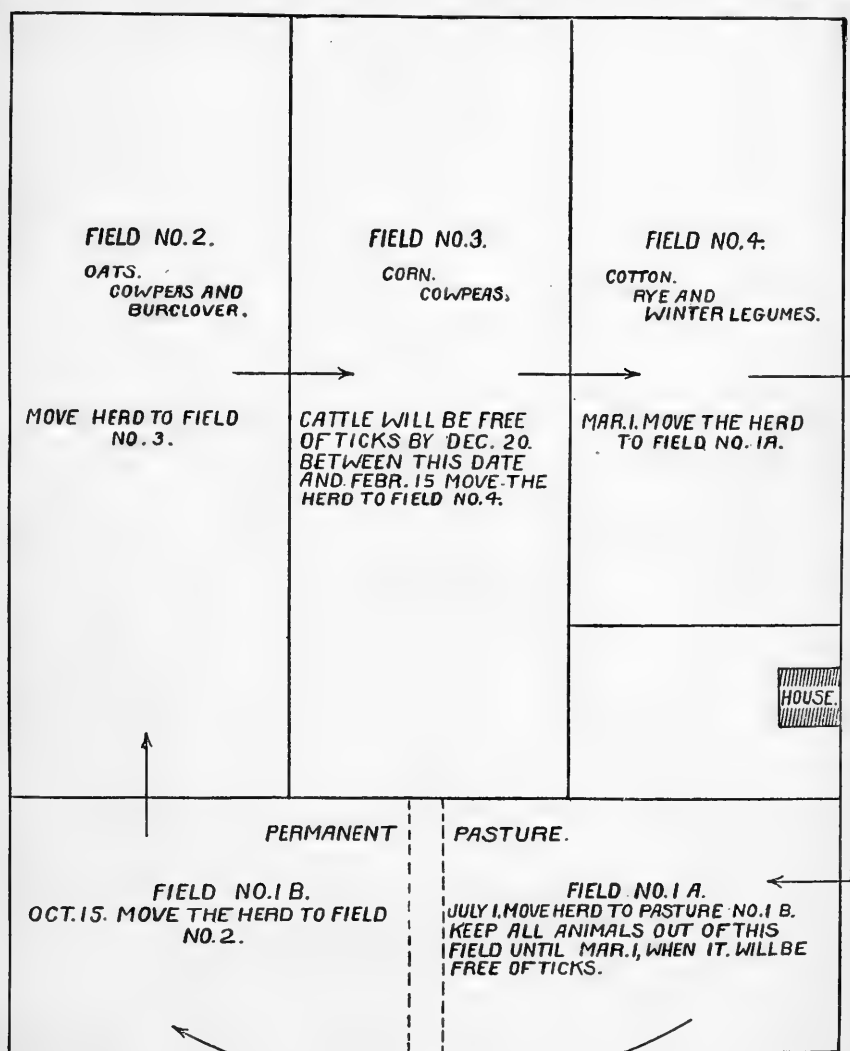 FIELD NO. 2.
OATS.
COWPEAS AND
BURCLOVER.
MOVE HERD TO FIELD
NO. 3.
FIELD NO. 3.
CORN.
COWPEAS.
CATTLE WILL BE FREE
OF TICKS BY DEC. 20.
BETWEEN THIS DATE
AND FEBR. 15 MOVE THE
HERD TO FIELD NO. 4.
FIELD NO. 4.
COTTON.
RYE AND
WINTER LEGUMES.
MAR. 1. MOVE THE HERD
TO FIELD NO. 1A.
HOUSE.
PERMANENT PASTURE.
FIELD NO. 1 B.
OCT. 15. MOVE THE HERD TO FIELD
NO. 2.
FIELD NO. 1 A.
JULY 1. MOVE HERD TO PASTURE NO. 1 B.
KEEP ALL ANIMALS OUT OF THIS
FIELD UNTIL MAR. 1, WHEN IT WILL BE
FREE OF TICKS.